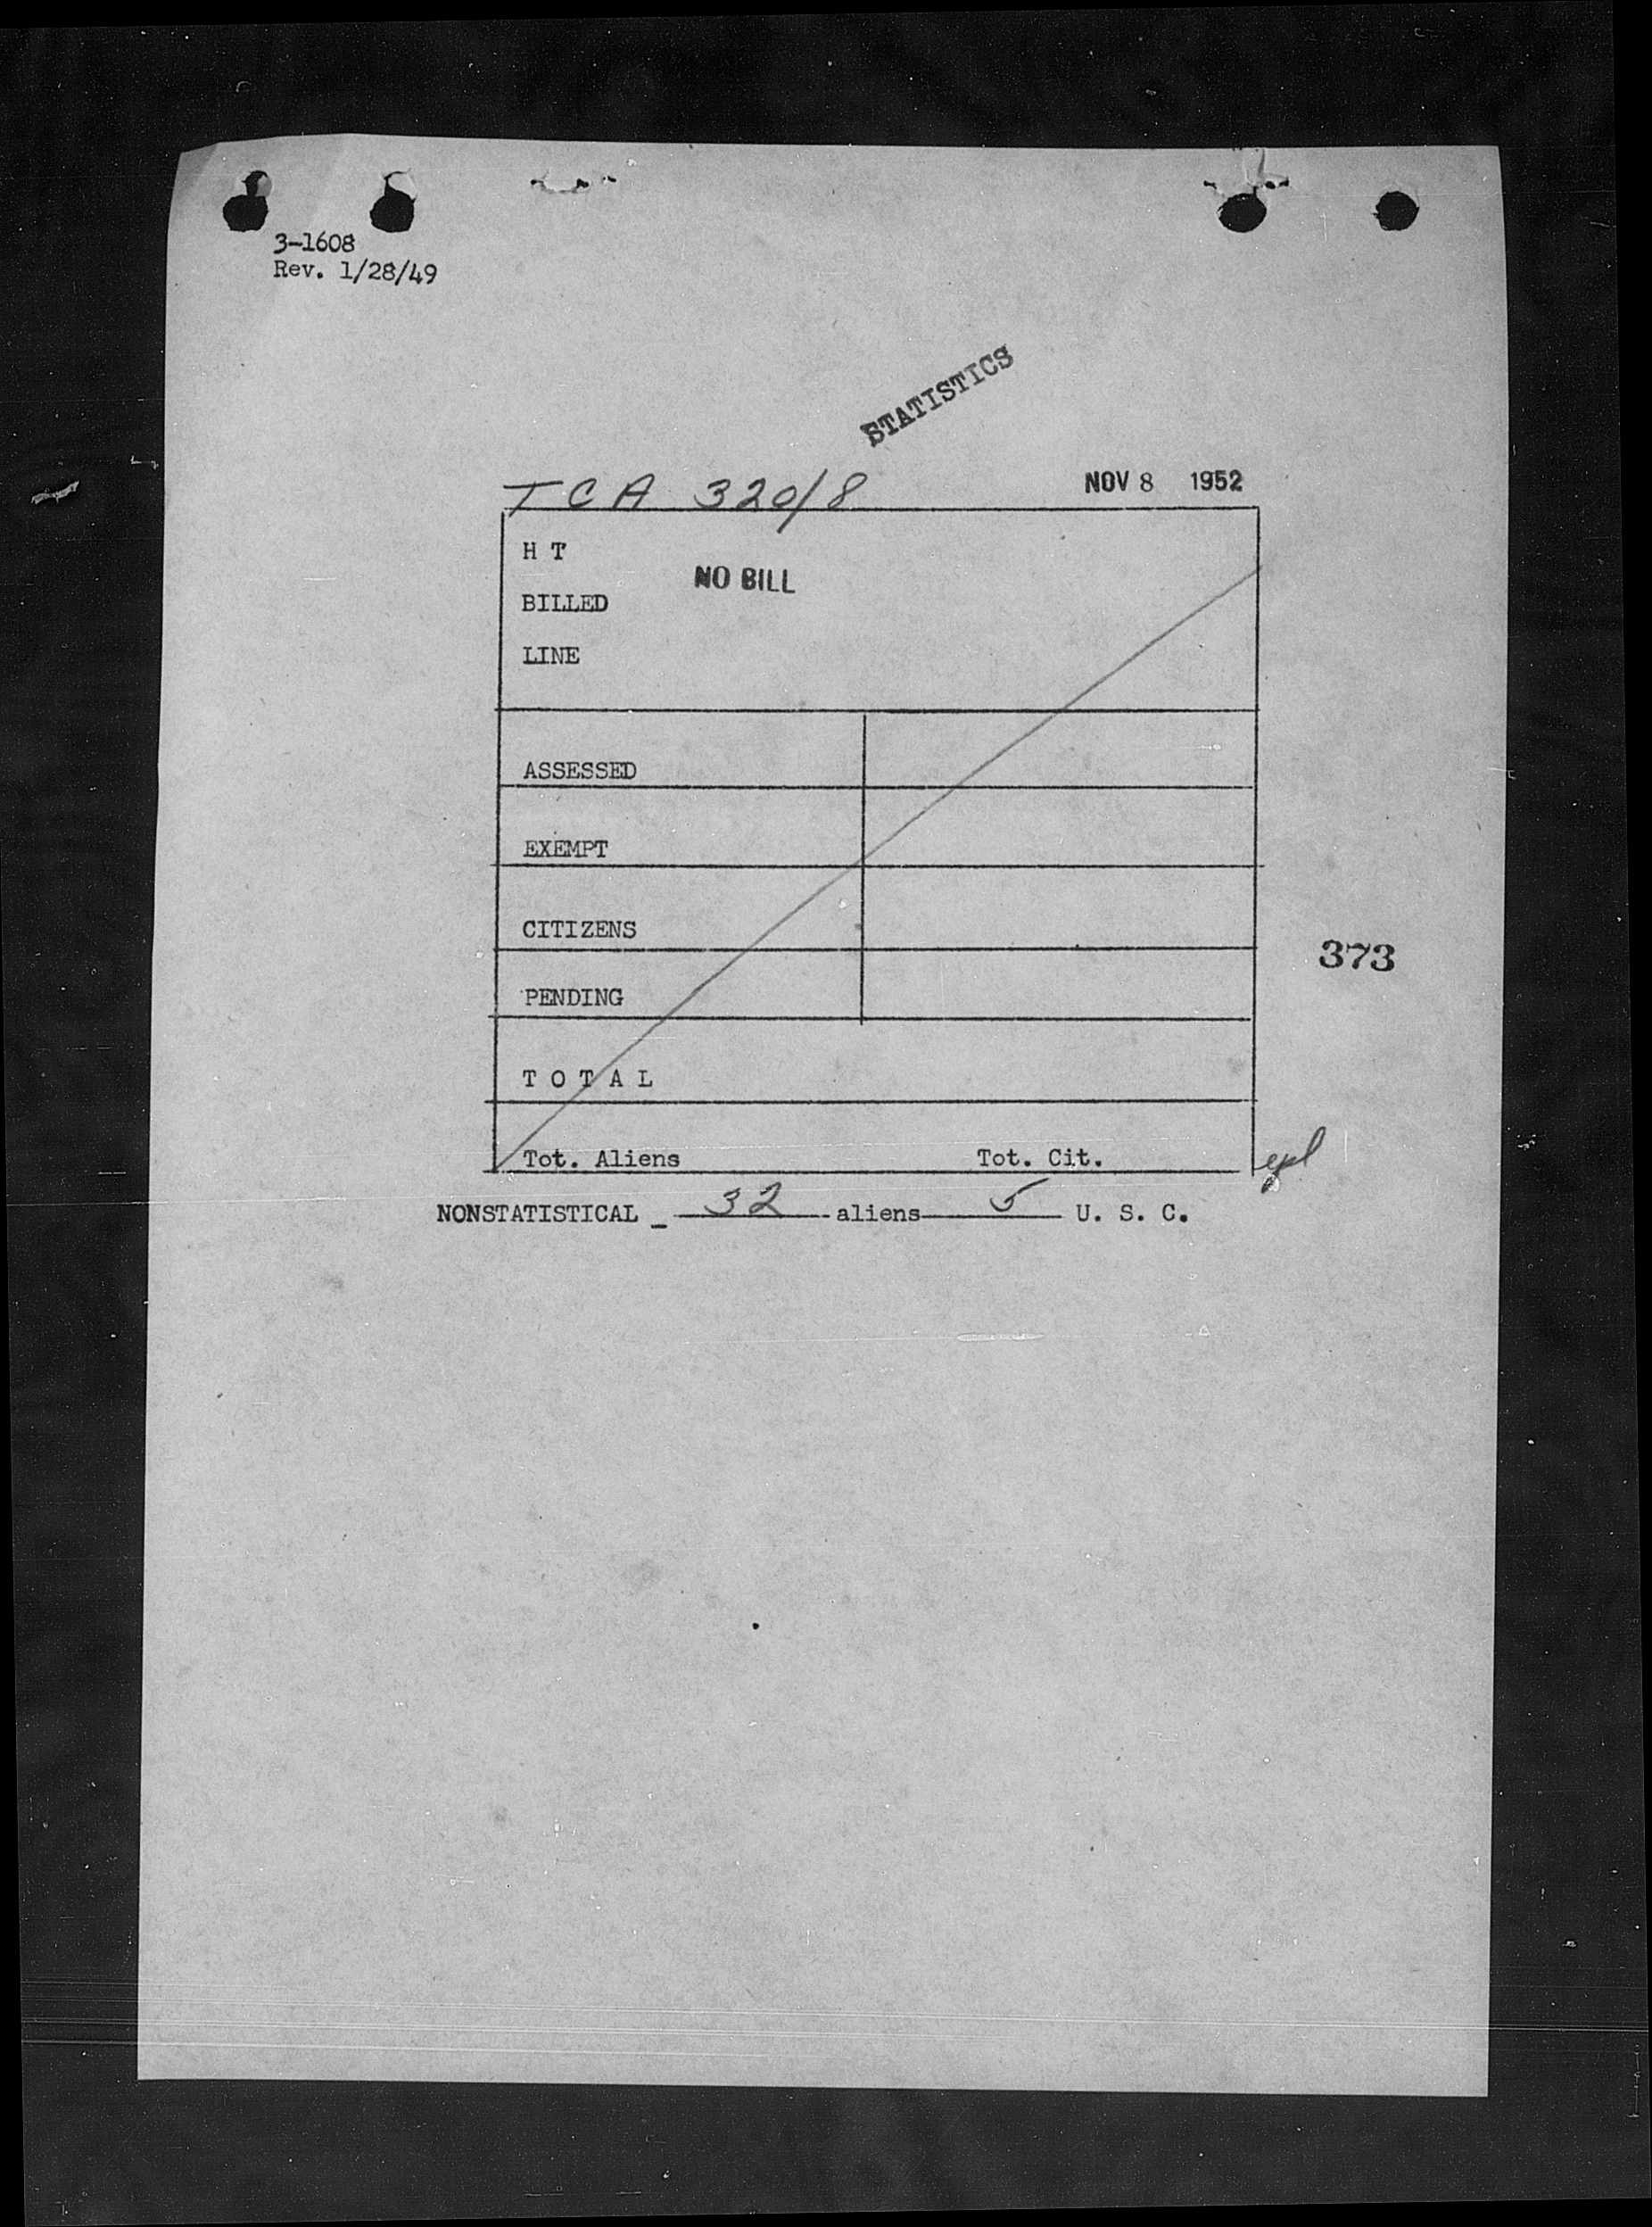 3-1608
Rev. 1/28/49
STATISTICS
TCA 320/8 NOV 8 1952
H T
NO BILL
BILLED
LINE
ASSESSED
EXEMPT
CITIZENS
373
PENDING
T O T A L
Tot. Aliens Tot. Cit.
NONSTATISTICAL _ 32 aliens 5 U. S. C.